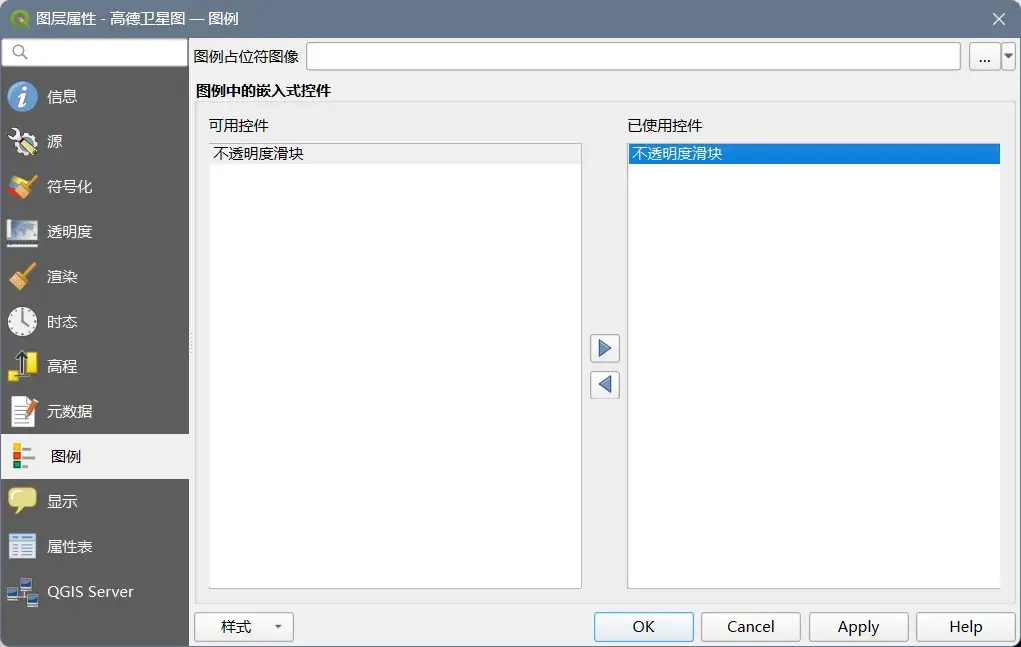 图层属性 - 高德卫星图 — 图例
图例占位符图像
...
图例中的嵌入式控件
可用控件
已使用控件
不透明度滑块
不透明度滑块
信息
源
符号化
透明度
渲染
时态
高程
元数据
图例
显示
属性表
QGIS Server
样式
OK
Cancel
Apply
Help